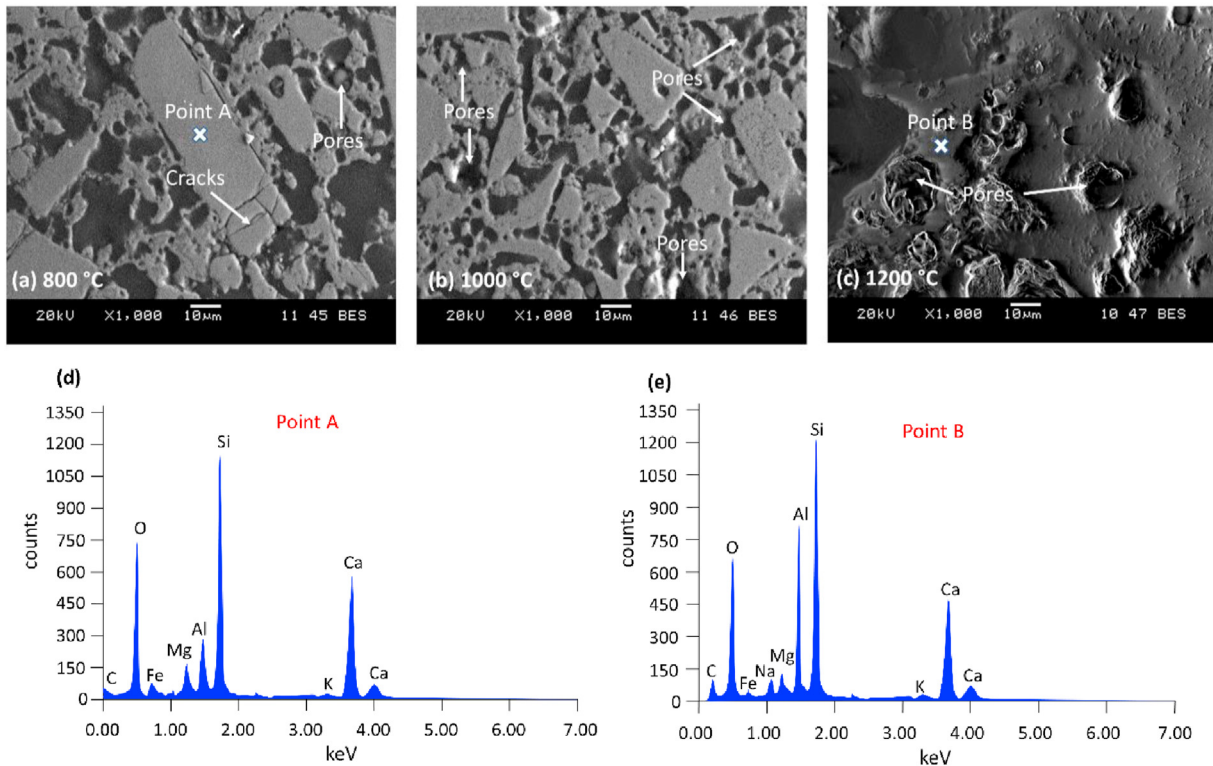 Point A
Pores
Cracks
(a) 800 °C
20kV X1,000 10μm 11 45 BES
Pores
Pores
Pores
(b) 1000 °C
20kV X1,000 10μm 11 46 BES
Point B
Pores
(c) 1200 °C
20kV X1,000 10μm 10 47 BES
(d)
Point A
1350
1200
1050
900
750
600
450
300
150
0
counts
C
O
Fe
Mg
Al
Si
K
Ca
Ca
0.00 1.00 2.00 3.00 4.00 5.00 6.00 7.00
keV
(e)
Point B
1350
1200
1050
900
750
600
450
300
150
0
counts
C
O
Fe
Na
Mg
Al
Si
K
Ca
Ca
0.00 1.00 2.00 3.00 4.00 5.00 6.00 7.00
keV